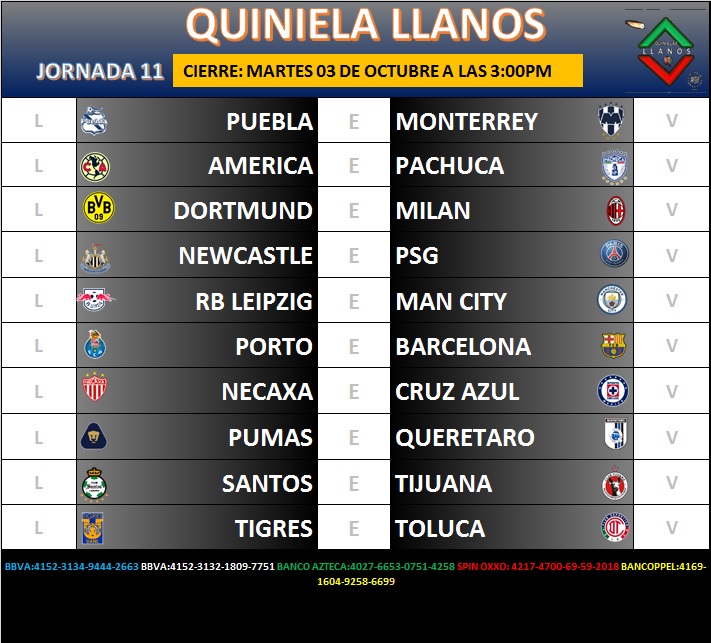 QUINIELA LLANOS
QUINIELAS
LLANOS
JORNADA 11 CIERRE: MARTES 03 DE OCTUBRE A LAS 3:00PM
L PUEBLA E MONTERREY V
L AMERICA E PACHUCA V
L BVB 09 DORTMUND E MILAN V
L NEWCASTLE E PSG V
L RB LEIPZIG E MAN CITY V
L PORTO E BARCELONA V
L NECAXA E CRUZ AZUL V
L PUMAS E QUERETARO V
L SANTOS E TIJUANA V
L TIGRES E TOLUCA V
BBVA:4152-3134-9444-2663 BBVA:4152-3132-1809-7751 BANCO AZTECA:4027-6653-0751-4258 SPIN OXXO: 4217-4700-69-59-2018 BANCOPPEL:4169-
1604-9258-6699